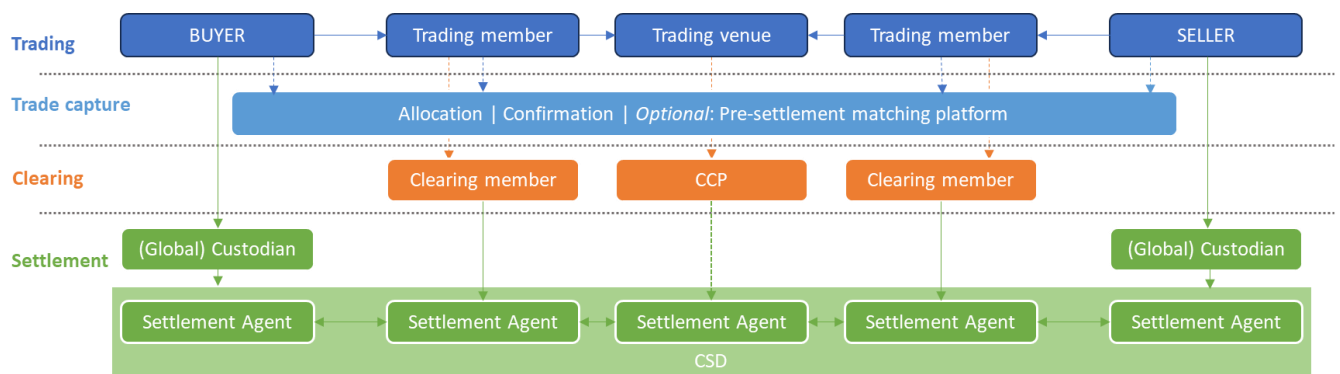 Trading
BUYER
Trading member
Trading venue
Trading member
SELLER
Trade capture
Allocation | Confirmation | Optional: Pre-settlement matching platform
Clearing
Clearing member
CCP
Clearing member
Settlement
(Global) Custodian
(Global) Custodian
Settlement Agent
Settlement Agent
Settlement Agent
Settlement Agent
Settlement Agent
CSD